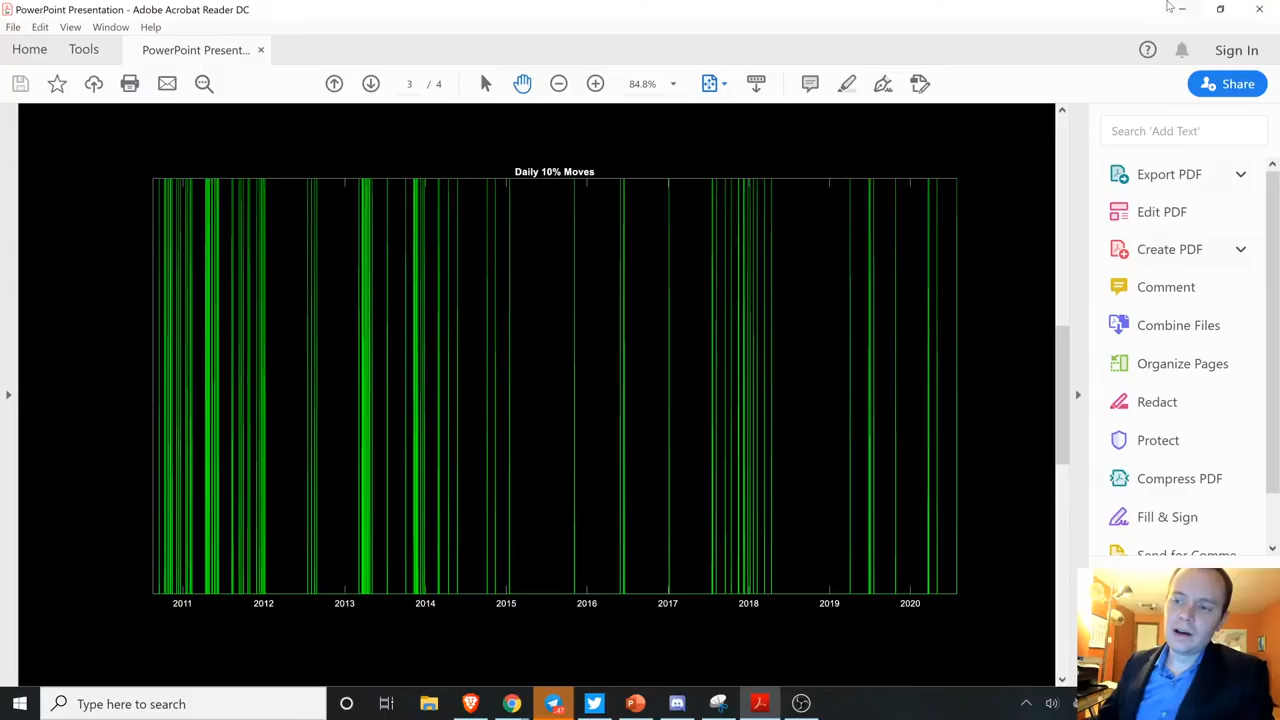 PowerPoint Presentation - Adobe Acrobat Reader DC
File Edit View Window Help
Home Tools PowerPoint Present... × Sign In
3 / 4 84.8% Share
Search 'Add Text'
Daily 10% Moves
Export PDF
Edit PDF
Create PDF
Comment
Combine Files
Organize Pages
Redact
Protect
Compress PDF
Fill & Sign
Send for Comme
2011 2012 2013 2014 2015 2016 2017 2018 2019 2020
Type here to search